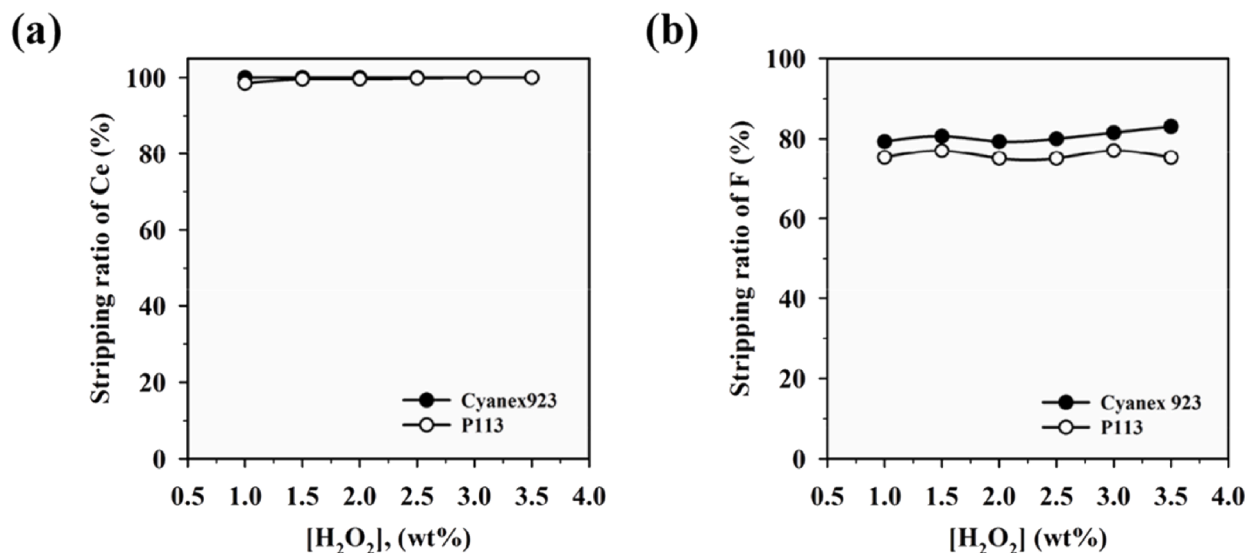 (a)
Stripping ratio of Ce (%)
100
80
60
40
20
0
Cyanex923
P113
0.5 1.0 1.5 2.0 2.5 3.0 3.5 4.0
[H₂O₂], (wt%)
(b)
Stripping ratio of F (%)
100
80
60
40
20
0
Cyanex 923
P113
0.5 1.0 1.5 2.0 2.5 3.0 3.5 4.0
[H₂O₂] (wt%)